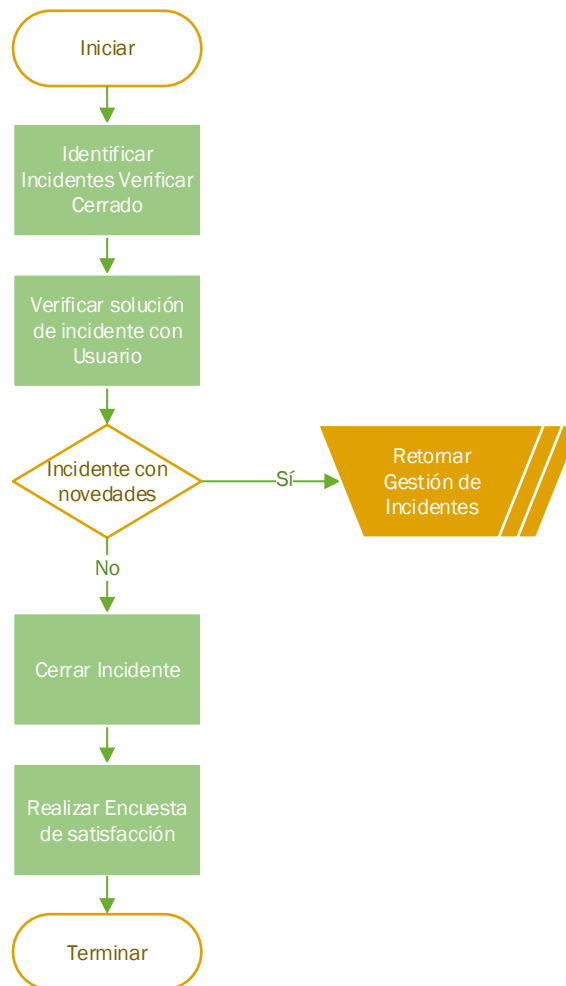 Iniciar
Identificar
Incidentes Verificar
Cerrado
Verificar solución
de incidente con
Usuario
Incidente con
novedades
Sí
Retornar
Gestión de
Incidentes
No
Cerrar Incidente
Realizar Encuesta
de satisfacción
Terminar